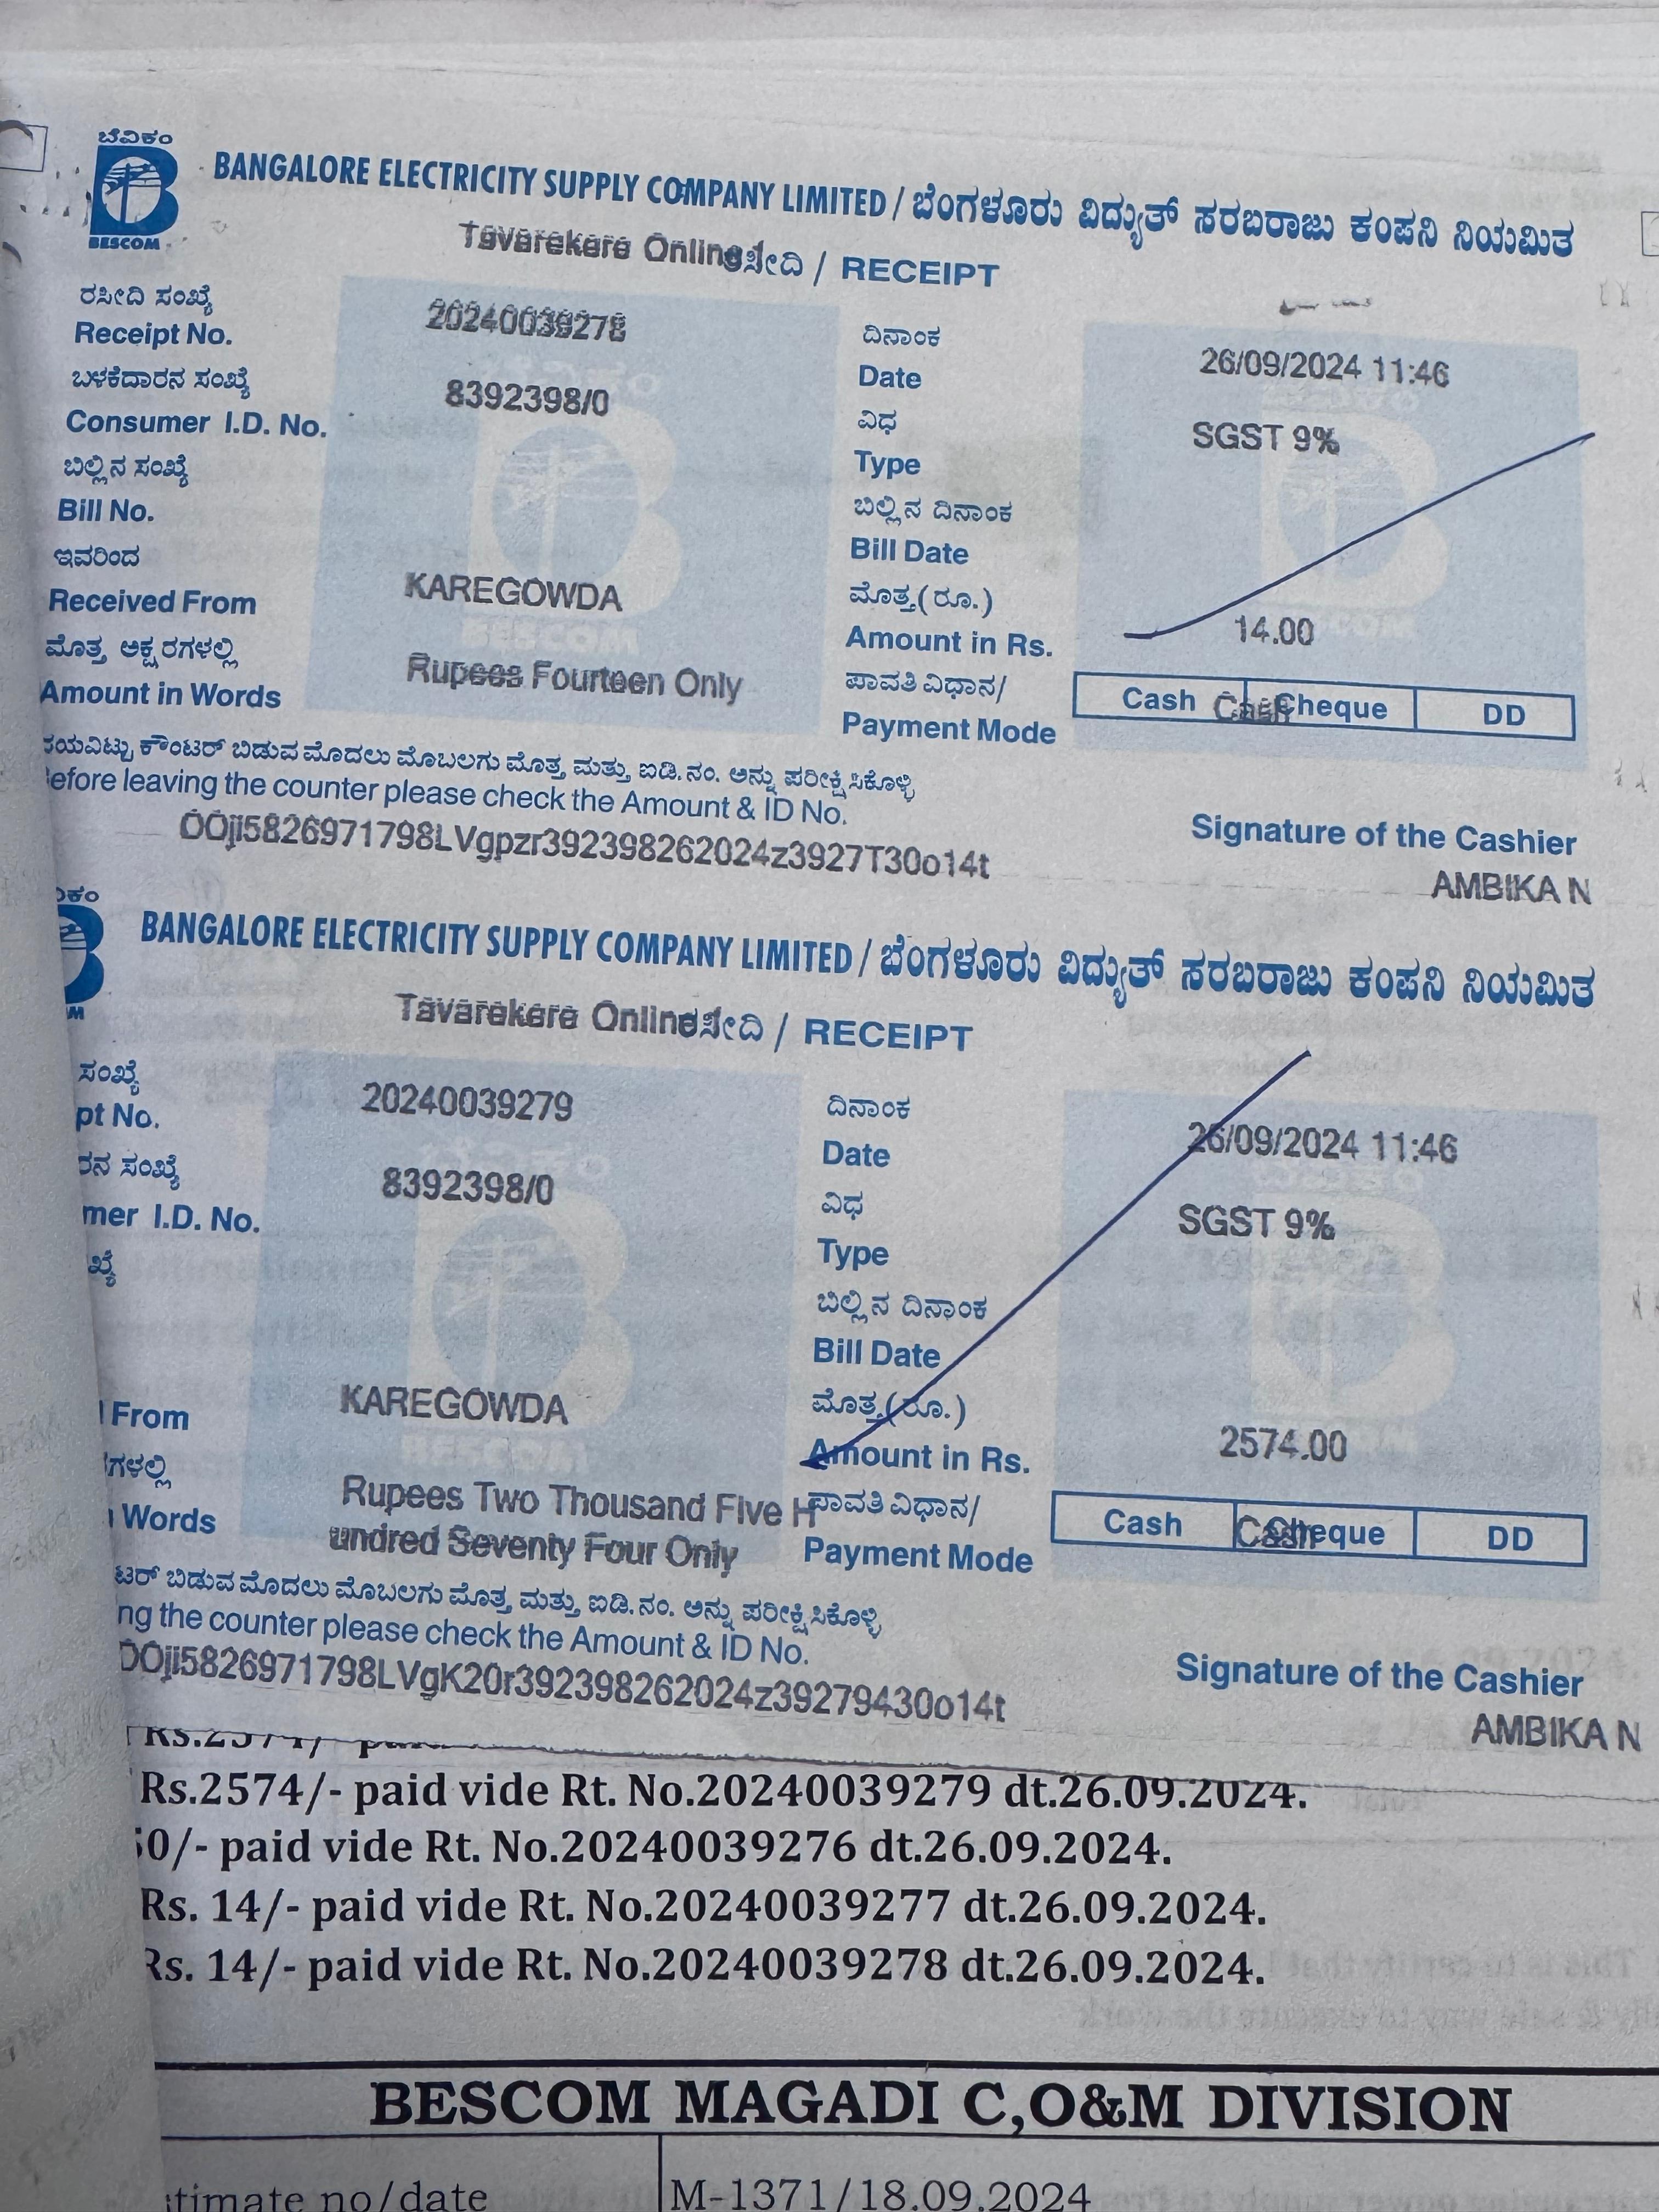 ಬೆವಿಕಂ
BESCOM
BANGALORE ELECTRICITY SUPPLY COMPANY LIMITED / ಬೆಂಗಳೂರು ವಿದ್ಯುತ್ ಸರಬರಾಜು ಕಂಪನಿ ನಿಯಮಿತ
Tavarekere Online ರಸೀದಿ / RECEIPT
ರಸೀದಿ ಸಂಖ್ಯೆ
Receipt No. 20240039278
ದಿನಾಂಕ
Date 26/09/2024 11:46
ಬಳಕೆದಾರನ ಸಂಖ್ಯೆ
Consumer I.D. No. 8392398/0
ವಿಧ
Type SGST 9%
ಬಿಲ್ಲಿನ ಸಂಖ್ಯೆ
Bill No.
ಬಿಲ್ಲಿನ ದಿನಾಂಕ
Bill Date
ಇವರಿಂದ
Received From KAREGOWDA
ಮೊತ್ತ(ರೂ.)
Amount in Rs. 14.00
ಮೊತ್ತ ಅಕ್ಷರಗಳಲ್ಲಿ
Amount in Words Rupees Fourteen Only
ಪಾವತಿ ವಿಧಾನ/
Payment Mode Cash Cash Cheque DD
ಬಿಡುವ ಮೊದಲು ಮೊಬಲಗು ಮೊತ್ತ ಮತ್ತು ಐಡಿ.ನಂ. ಅನ್ನು ಪರೀಕ್ಷಿಸಿಕೊಳ್ಳಿ
efore leaving the counter please check the Amount & ID No.
OOji5826971798LVgpzr392398262024z3927T30o14t
Signature of the Cashier
AMBIKA N
BANGALORE ELECTRICITY SUPPLY COMPANY LIMITED / ಬೆಂಗಳೂರು ವಿದ್ಯುತ್ ಸರಬರಾಜು ಕಂಪನಿ ನಿಯಮಿತ
Tavarekere Online ರಸೀದಿ / RECEIPT
ಸಂಖ್ಯೆ
pt No. 20240039279
ದಿನಾಂಕ
Date 26/09/2024 11:46
ರನ ಸಂಖ್ಯೆ
mer I.D. No. 8392398/0
ವಿಧ
Type SGST 9%
ಖ್ಯೆ
ಬಿಲ್ಲಿನ ದಿನಾಂಕ
Bill Date
From KAREGOWDA
ಮೊತ್ತ(ರೂ.)
Amount in Rs. 2574.00
ಗಳಲ್ಲಿ
Words Rupees Two Thousand Five H
undred Seventy Four Only
ಪಾವತಿ ವಿಧಾನ/
Payment Mode Cash Cash Cheque DD
ಟರ್ ಬಿಡುವ ಮೊದಲು ಮೊಬಲಗು ಮೊತ್ತ ಮತ್ತು ಐಡಿ.ನಂ. ಅನ್ನು ಪರೀಕ್ಷಿಸಿಕೊಳ್ಳಿ
ng the counter please check the Amount & ID No.
OOji5826971798LVgK20r392398262024z39279430o14t
Signature of the Cashier
AMBIKA N
Rs.2574/- paid vide Rt. No.20240039279 dt.26.09.2024.
0/- paid vide Rt. No.20240039276 dt.26.09.2024.
Rs. 14/- paid vide Rt. No.20240039277 dt.26.09.2024.
Rs. 14/- paid vide Rt. No.20240039278 dt.26.09.2024.
BESCOM MAGADI C,O&M DIVISION
timate no/date M-1371/18.09.2024